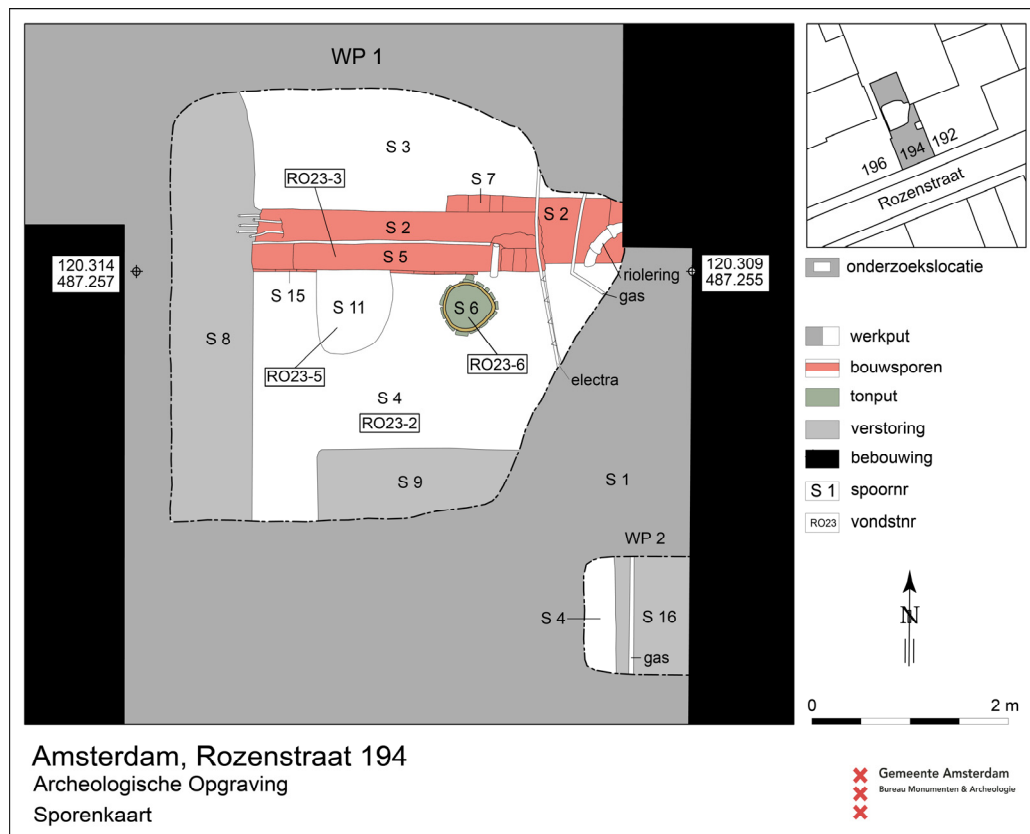 WP 1
S 3
RO23-3
S 7
S 2
S 2
S 5
riolering
gas
120.314
487.257
120.309
487.255
S 15
S 11
S 6
S 8
RO23-5
RO23-6
electra
S 4
RO23-2
S 9
S 1
WP 2
S 4
S 16
gas
196
194
192
Rozenstraat
onderzoekslocatie
werkput
bouwsporen
tonput
verstoring
bebouwing
S 1 spoornr
RO23 vondstnr
N
0 2 m
Amsterdam, Rozenstraat 194
Archeologische Opgraving
Sporenkaart
Gemeente Amsterdam
Bureau Monumenten & Archeologie